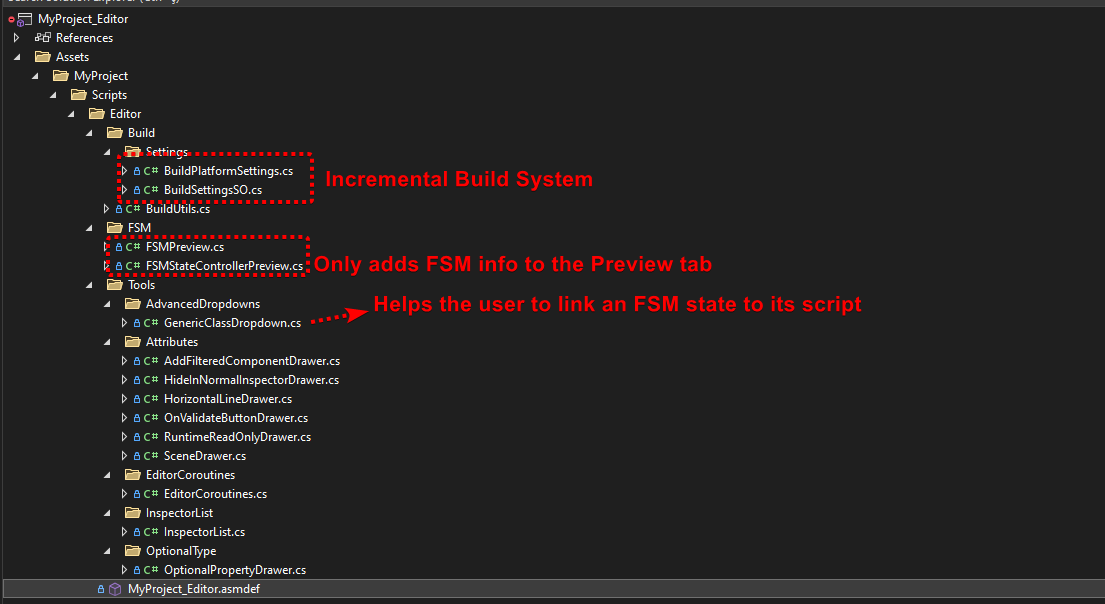 MyProject_Editor
References
Assets
MyProject
Scripts
Editor
Build
Settings
C# BuildPlatformSettings.cs
Incremental Build System
C# BuildSettingsSO.cs
C# BuildUtils.cs
FSM
C# FSMPreview.cs
C# FSMStateControllerPreview.cs
Only adds FSM info to the Preview tab
Tools
AdvancedDropdowns
Helps the user to link an FSM state to its script
C# GenericClassDropdown.cs
Attributes
C# AddFilteredComponentDrawer.cs
C# HideInNormalInspectorDrawer.cs
C# HorizontalLineDrawer.cs
C# OnValidateButtonDrawer.cs
C# RuntimeReadOnlyDrawer.cs
C# SceneDrawer.cs
EditorCoroutines
C# EditorCoroutines.cs
InspectorList
C# InspectorList.cs
OptionalType
C# OptionalPropertyDrawer.cs
MyProject_Editor.asmdef